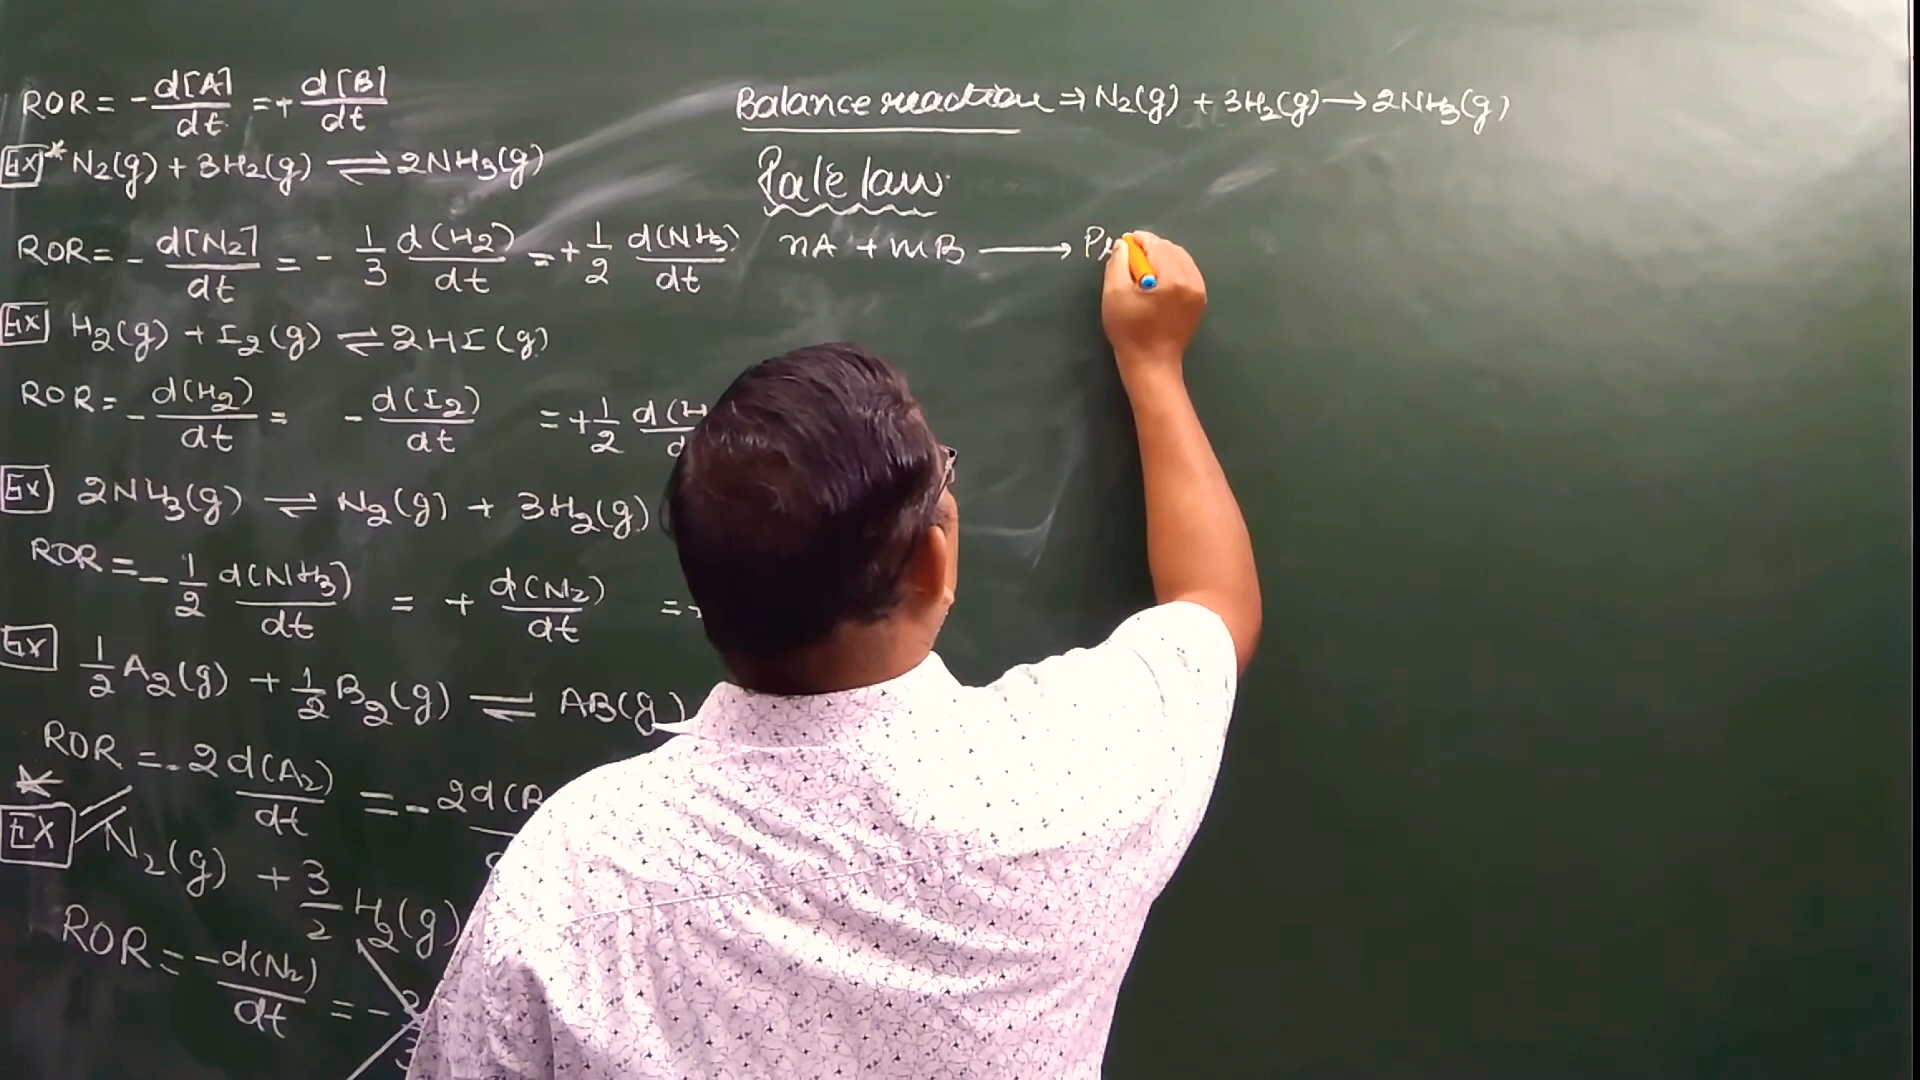 ROR = - d[A]/dt = + d[B]/dt
Ex * N₂(g) + 3H₂(g) ⇌ 2NH₃(g)
ROR = - d[N₂]/dt = - 1/3 d(H₂)/dt = + 1/2 d(NH₃)/dt
Ex H₂(g) + I₂(g) ⇌ 2HI(g)
ROR = - d(H₂)/dt = - d(I₂)/dt = + 1/2 d(H
Ex 2NH₃(g) ⇌ N₂(g) + 3H₂(g)
ROR = - 1/2 d(NH₃)/dt = + d(N₂)/dt = +
Ex 1/2 A₂(g) + 1/2 B₂(g) ⇌ AB(g)
ROR = - 2d(A₂)/dt = - 2d(B
* Ex N₂(g) + 3/2 H₂(g)
ROR = - d(N₂)/dt = -
Balance reaction ⇒ N₂(g) + 3H₂(g) → 2NH₃(g)
Rate law
nA + mB → Pr